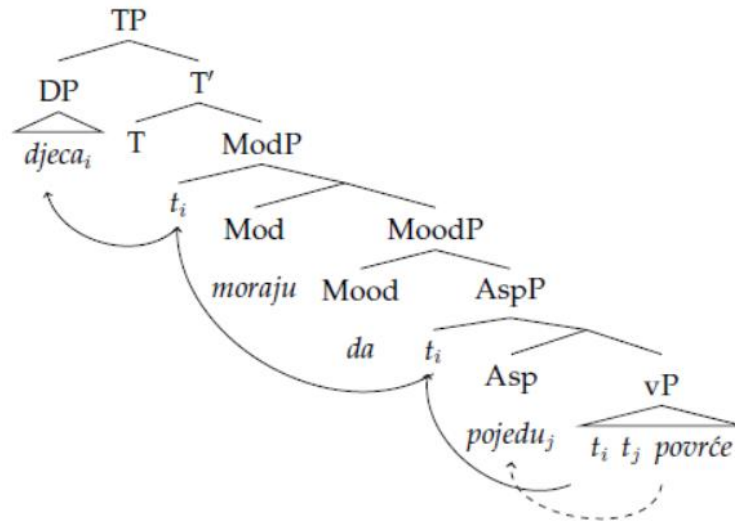 TP
DP T′
djeca_i T ModP
t_i Mod MoodP
moraju Mood AspP
da t_i Asp vP
pojedu_j t_i t_j povrće